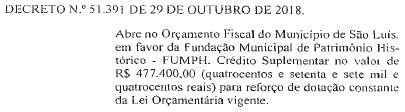 DECRETO N.º 51.391 DE 29 DE OUTUBRO DE 2018.
Abre no Orçamento Fiscal do Município de São Luís,
em favor da Fundação Municipal de Patrimônio His-
tórico - FUMPH. Crédito Suplementar no valor de
R$ 477.400,00 (quatrocentos e setenta e sete mil e
quatrocentos reais) para reforço de dotação constante
da Lei Orçamentária vigente.